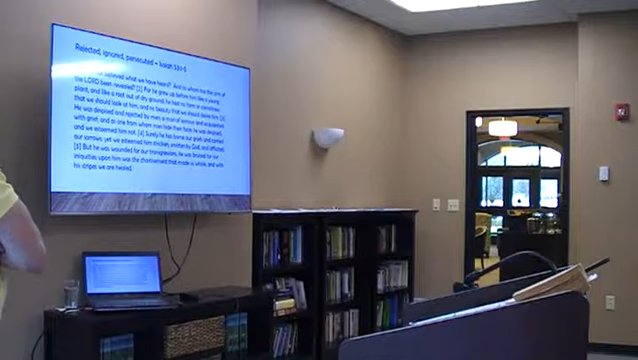 Rejected, ignored, persecuted – Isaiah 53:1-5
believed what we have heard? And to whom has the arm of
the LORD been revealed? [2] For he grew up before him like a young
plant, and like a root out of dry ground; he had no form or comeliness
that we should look at him, and no beauty that we should desire him. [3]
He was despised and rejected by men; a man of sorrows and acquainted
with grief; and as one from whom men hide their faces he was despised,
and we esteemed him not. [4] Surely he has borne our griefs and carried
our sorrows; yet we esteemed him stricken, smitten by God, and afflicted.
[5] But he was wounded for our transgressions, he was bruised for our
iniquities; upon him was the chastisement that made us whole, and with
his stripes we are healed.